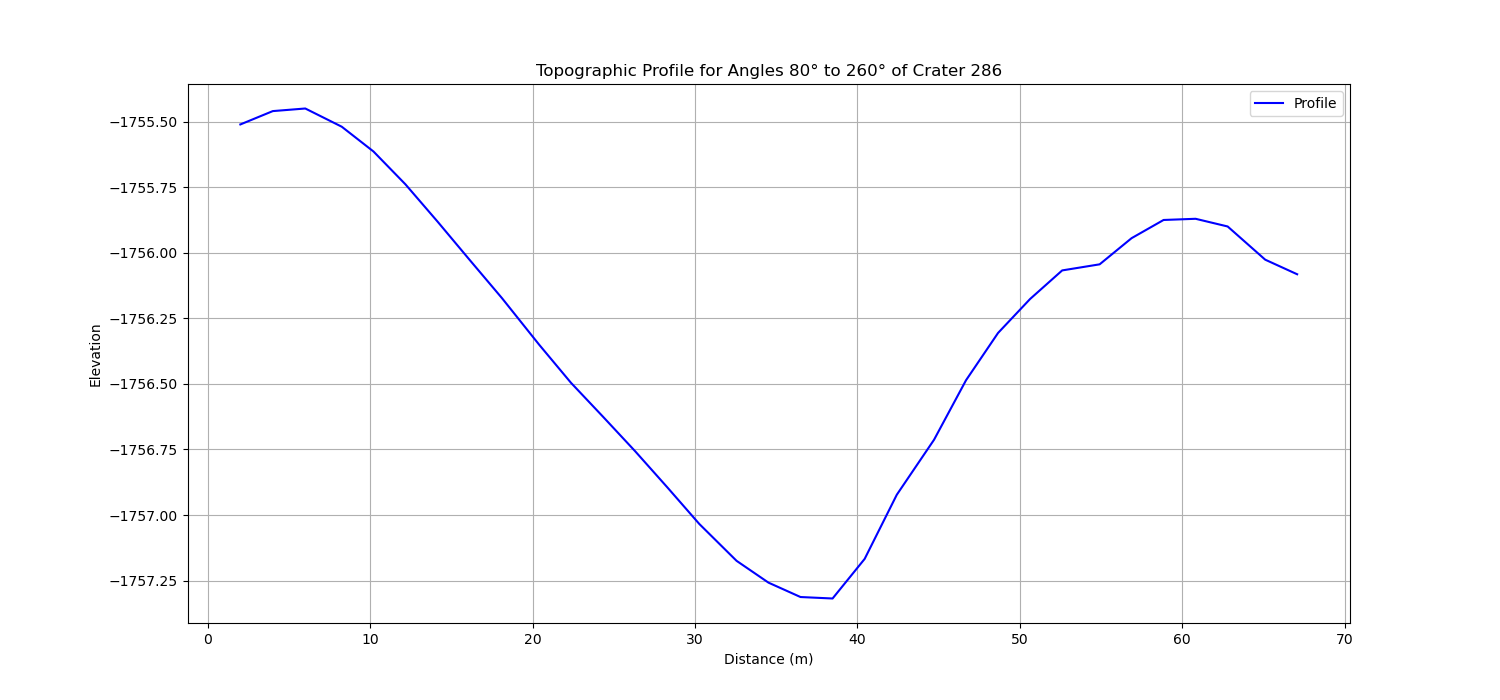 Topographic Profile for Angles 80° to 260° of Crater 286
Profile
−1755.50
−1755.75
−1756.00
−1756.25
−1756.50
−1756.75
−1757.00
−1757.25
Elevation
0 10 20 30 40 50 60 70
Distance (m)